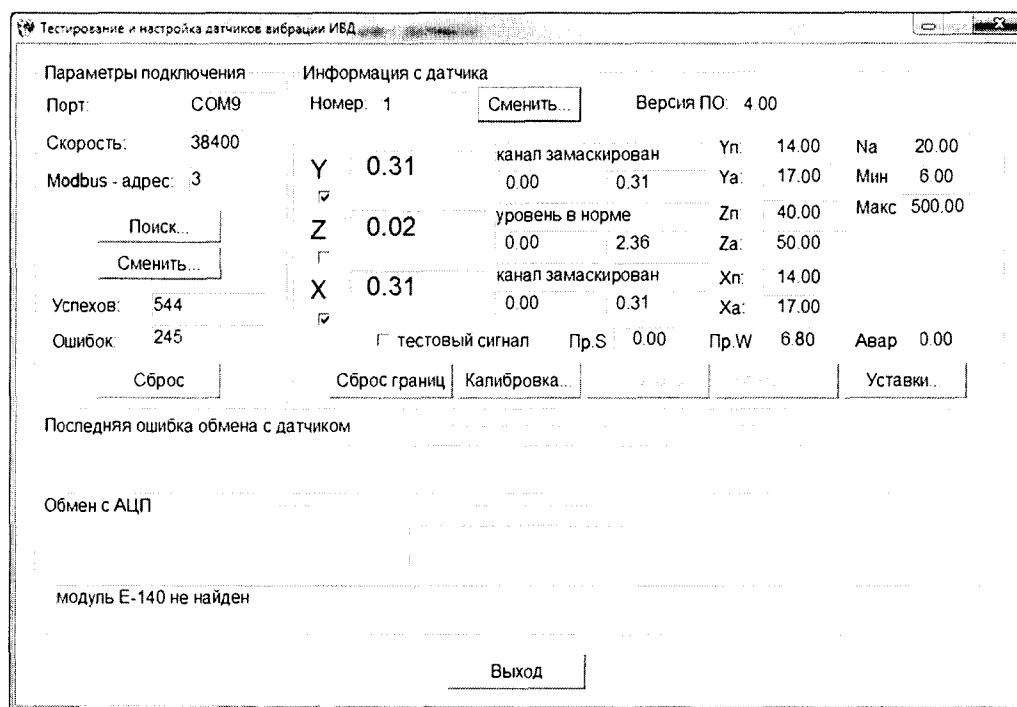 Тестирование и настройка датчиков вибрации ИВД
Параметры подключения
Порт: COM9
Скорость: 38400
Modbus - адрес: 3
Поиск...
Сменить...
Успехов: 544
Ошибок: 245
Сброс
Информация с датчика
Номер: 1 Сменить... Версия ПО: 4.00
Y 0.31 канал замаскирован
0.00 0.31
Z 0.02 уровень в норме
0.00 2.36
X 0.31 канал замаскирован
0.00 0.31
Yп: 14.00 Na 20.00
Ya: 17.00 Мин 6.00
Zп: 40.00 Макс 500.00
Za: 50.00
Xп: 14.00
Xa: 17.00
тестовый сигнал Пр.S 0.00 Пр.W 6.80 Авар 0.00
Сброс границ Калибровка... Уставки...
Последняя ошибка обмена с датчиком
Обмен с АЦП
модуль E-140 не найден
Выход